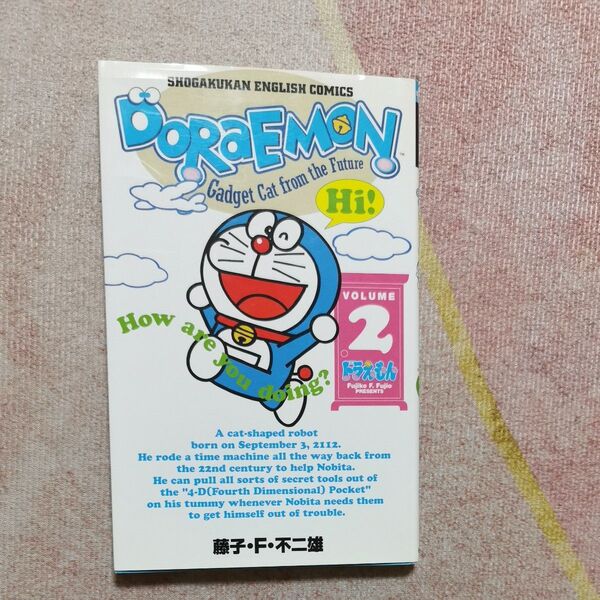 SHOGAKUKAN ENGLISH COMICS
DORAEMON™
Gadget Cat from the Future
Hi!
VOLUME
2
ドラえもん
Fujiko F. Fujio
PRESENTS
How are you doing?
A cat-shaped robot
born on September 3, 2112.
He rode a time machine all the way back from
the 22nd century to help Nobita.
He can pull all sorts of secret tools out of
the "4-D(Fourth Dimensional) Pocket"
on his tummy whenever Nobita needs them
to get himself out of trouble.
藤子・F・不二雄